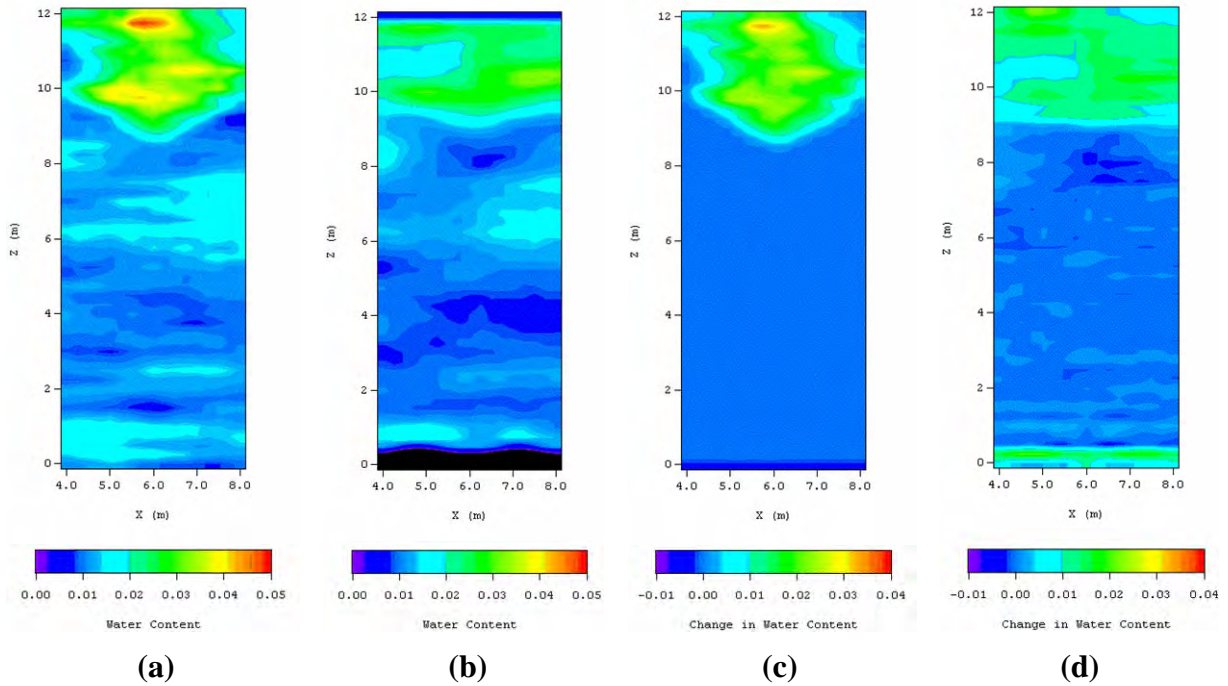 12
10
8
6
4
2
0
Z (m)
4.0 5.0 6.0 7.0 8.0
X (m)
0.00 0.01 0.02 0.03 0.04 0.05
Water Content
(a)
12
10
8
6
4
2
0
Z (m)
4.0 5.0 6.0 7.0 8.0
X (m)
0.00 0.01 0.02 0.03 0.04 0.05
Water Content
(b)
12
10
8
6
4
2
0
Z (m)
4.0 5.0 6.0 7.0 8.0
X (m)
-0.01 0.00 0.01 0.02 0.03 0.04
Change in Water Content
(c)
12
10
8
6
4
2
0
Z (m)
4.0 5.0 6.0 7.0 8.0
X (m)
-0.01 0.00 0.01 0.02 0.03 0.04
Change in Water Content
(d)